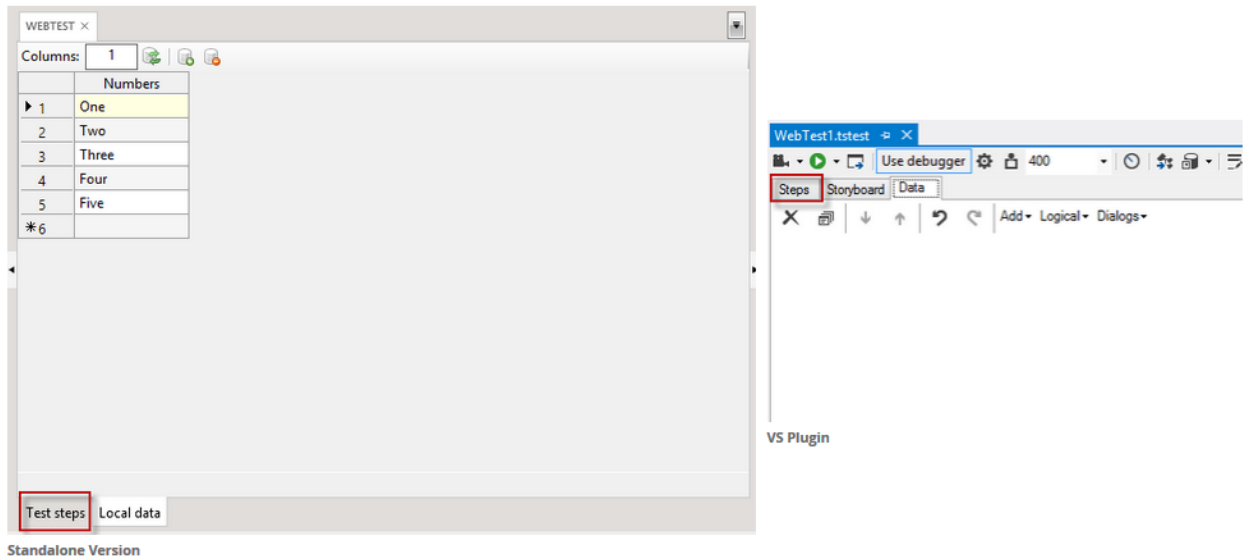 WEBTEST ×
Columns: 1
Numbers
1 One
2 Two
3 Three
4 Four
5 Five
*6
Test steps Local data
Standalone Version
WebTest1.tstest
Use debugger 400
Steps Storyboard Data
Add Logical Dialogs
VS Plugin